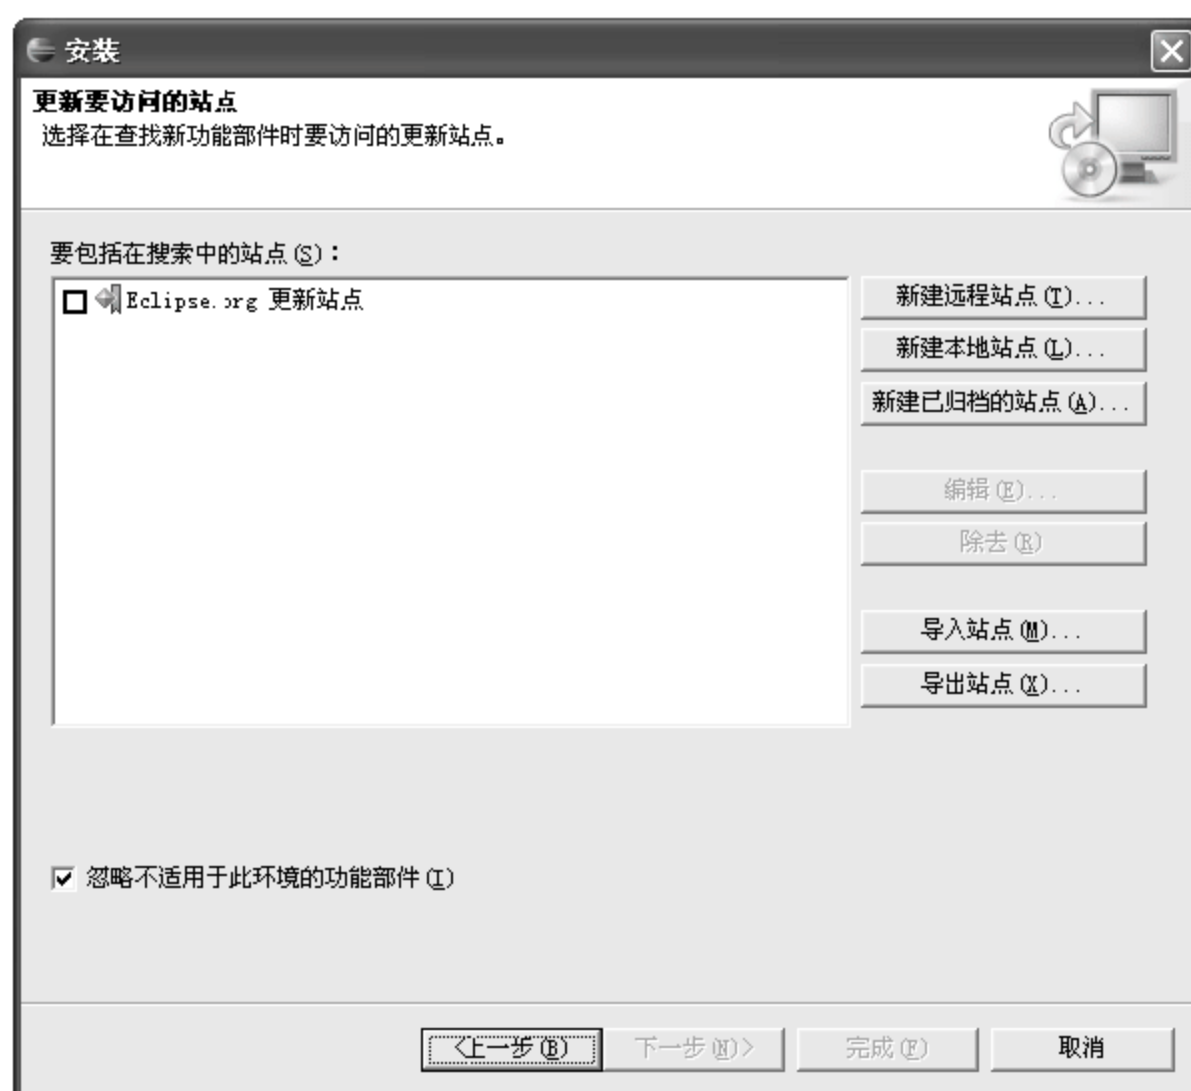 安装
更新要访问的站点
选择在查找新功能部件时要访问的更新站点。
要包括在搜索中的站点(S)：
Eclipse.org 更新站点
新建远程站点(T)...
新建本地站点(L)...
新建已归档的站点(A)...
编辑(E)...
除去(R)
导入站点(M)...
导出站点(X)...
忽略不适用于此环境的功能部件(I)
<上一步(B) 下一步(N)> 完成(F) 取消